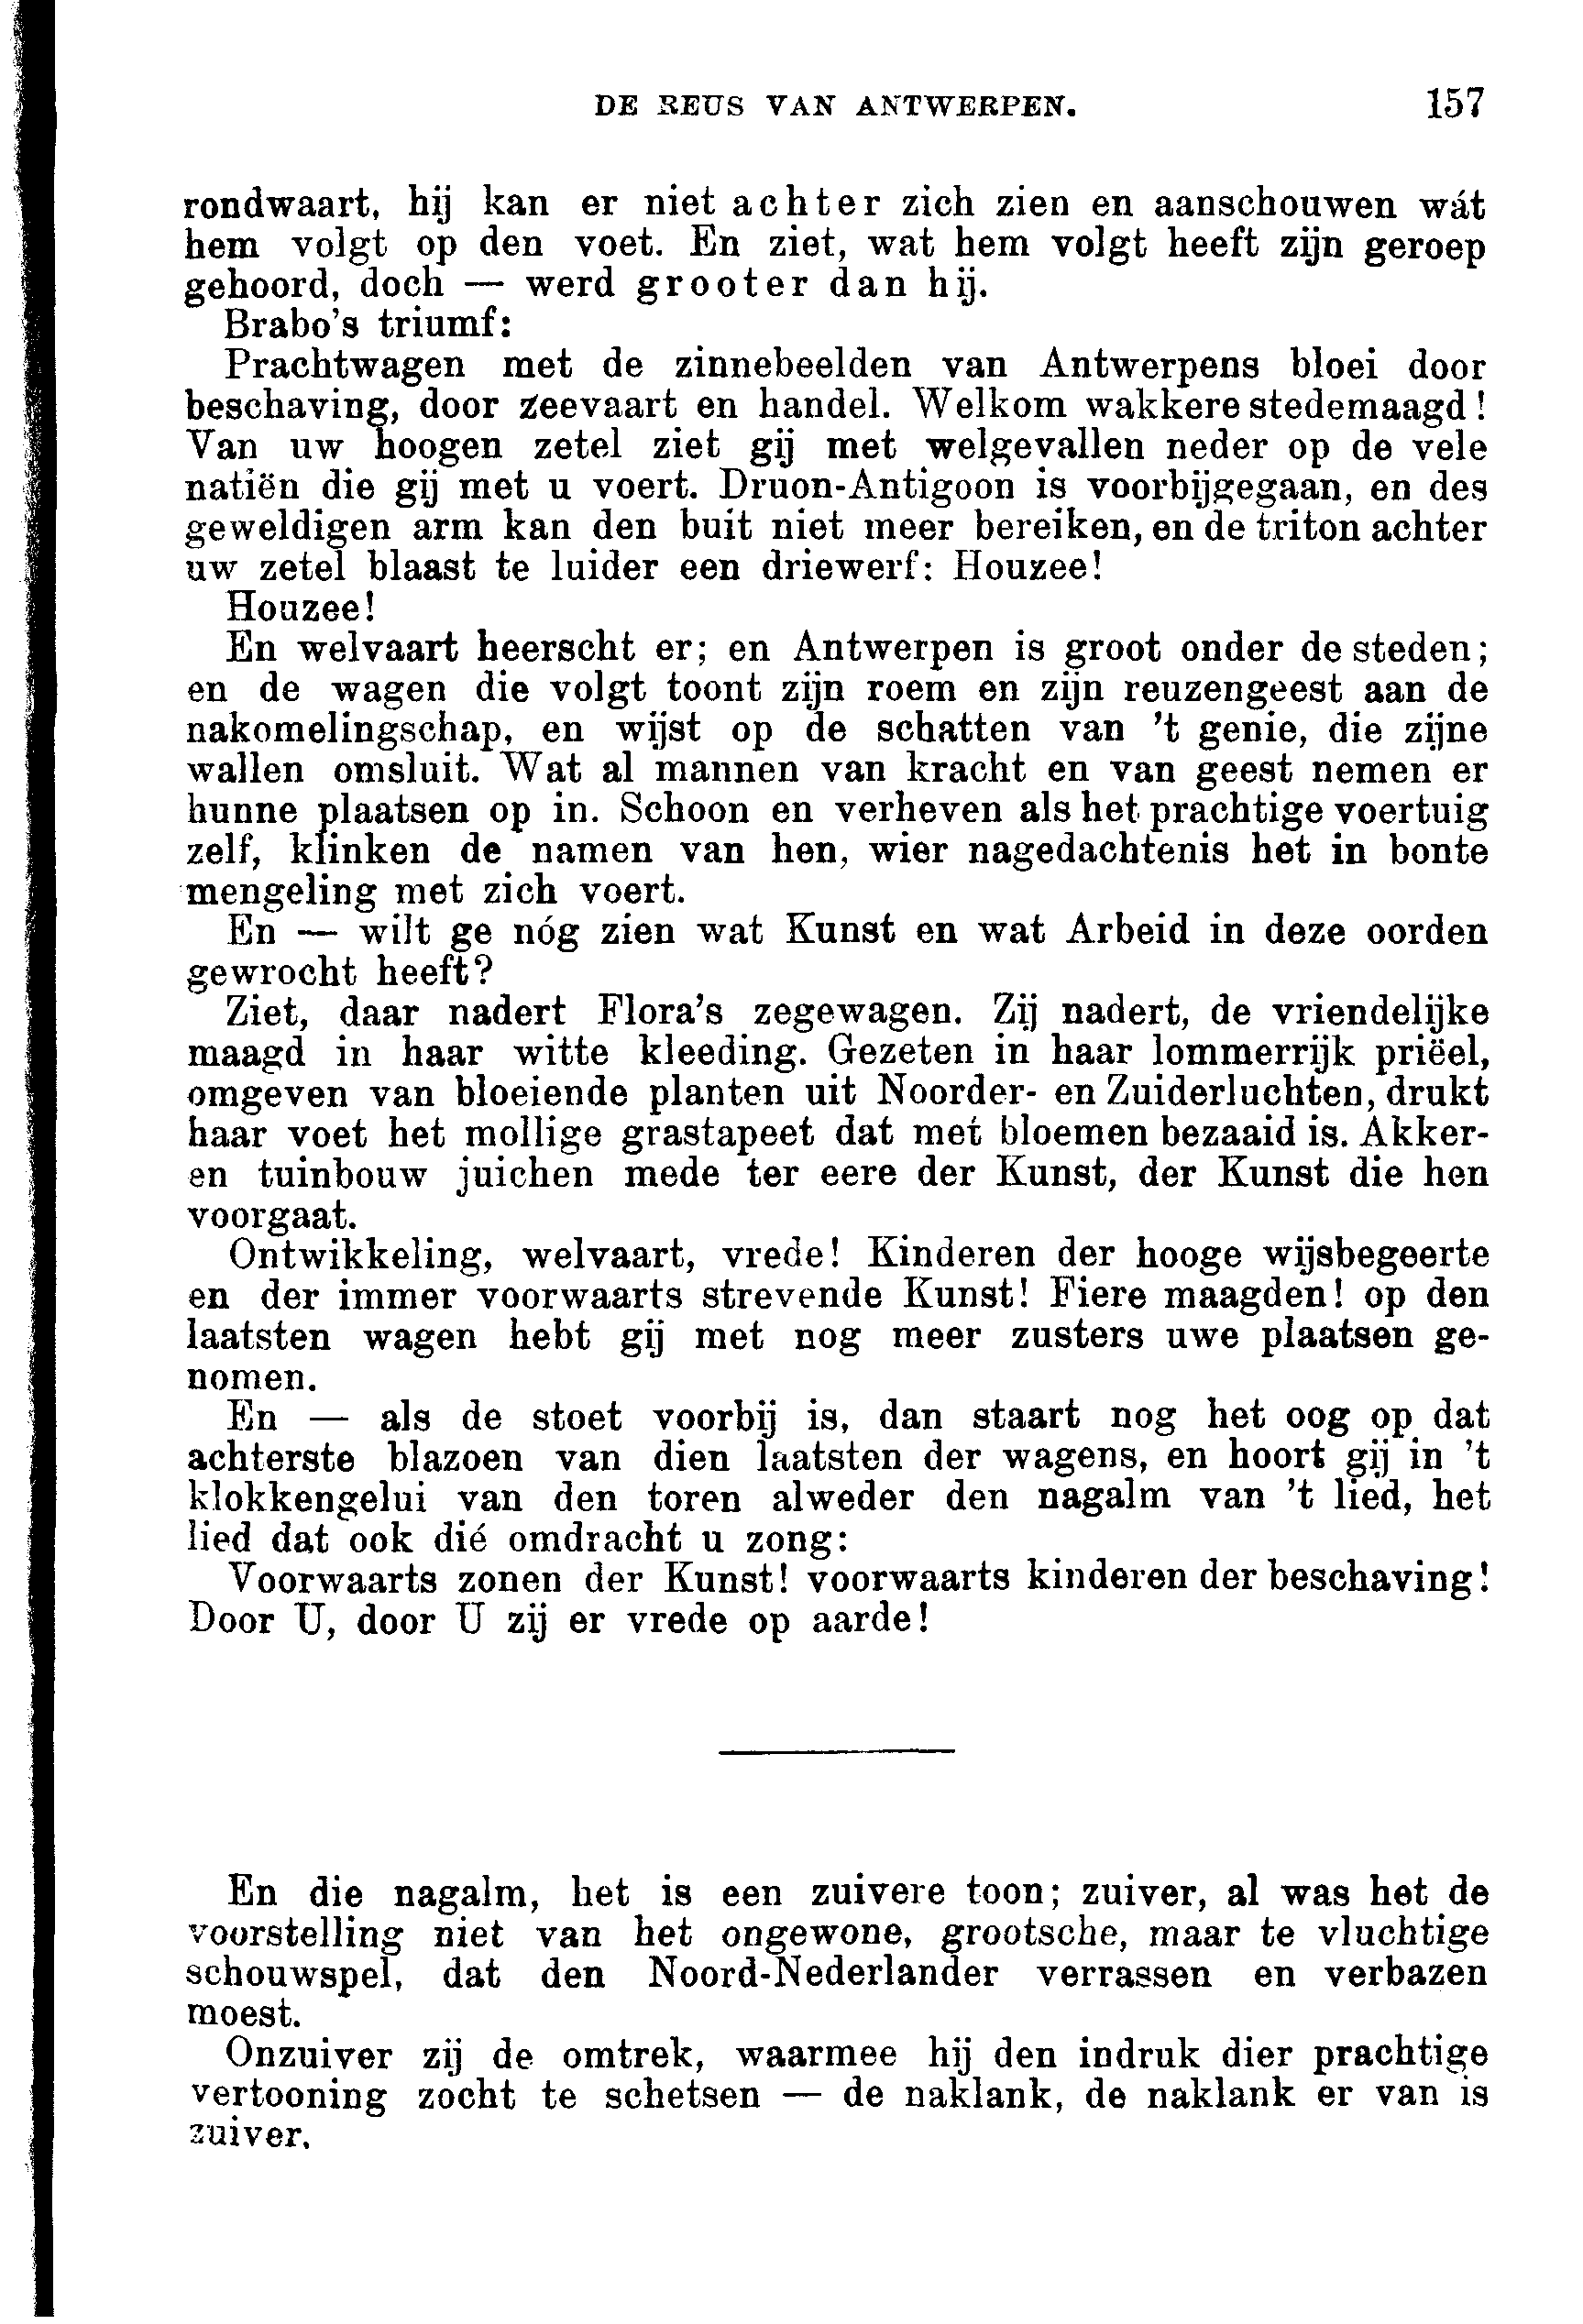 DE REUS VAN ANTWERPEN. 157
rondwaart, hij kan er niet achter zich zien en aanschouwen wát
hem volgt op den voet. En ziet, wat hem volgt heeft zijn geroep
gehoord, doch — werd grooter dan hij.
Brabo's triumf:
Prachtwagen met de zinnebeelden van Antwerpens bloei door
beschaving, door zeevaart en handel. Welkom wakkere stedemaagd!
Van uw hoogen zetel ziet gij met welgevallen neder op de vele
natiën die gij met u voert. Druon-Antigoon is voorbijgegaan, en des
geweldigen arm kan den buit niet meer bereiken, en de triton achter
uw zetel blaast te luider een driewerf: Houzee!
Houzee!
En welvaart heerscht er; en Antwerpen is groot onder de steden;
en de wagen die volgt toont zijn roem en zijn reuzengeest aan de
nakomelingschap, en wijst op de schatten van 't genie, die zijne
wallen omsluit. Wat al mannen van kracht en van geest nemen er
hunne plaatsen op in. Schoon en verheven als het prachtige voertuig
zelf, klinken de namen van hen, wier nagedachtenis het in bonte
mengeling met zich voert.
En — wilt ge nóg zien wat Kunst en wat Arbeid in deze oorden
gewrocht heeft?
Ziet, daar nadert Flora's zegewagen. Zij nadert, de vriendelijke
maagd in haar witte kleeding. Gezeten in haar lommerrijk priëel,
omgeven van bloeiende planten uit Noorder- en Zuiderluchten, drukt
haar voet het mollige grastapeet dat met bloemen bezaaid is. Akker-
en tuinbouw juichen mede ter eere der Kunst, der Kunst die hen
voorgaat.
Ontwikkeling, welvaart, vrede! Kinderen der hooge wijsbegeerte
en der immer voorwaarts strevende Kunst! Fiere maagden! op den
laatsten wagen hebt gij met nog meer zusters uwe plaatsen ge-
nomen.
En — als de stoet voorbij is, dan staart nog het oog op dat
achterste blazoen van dien laatsten der wagens, en hoort gij in 't
klokkengelui van den toren alweder den nagalm van 't lied, het
lied dat ook dié omdracht u zong:
Voorwaarts zonen der Kunst! voorwaarts kinderen der beschaving!
Door U, door U zij er vrede op aarde!
En die nagalm, het is een zuivere toon; zuiver, al was het de
voorstelling niet van het ongewone, grootsche, maar te vluchtige
schouwspel, dat den Noord-Nederlander verrassen en verbazen
moest.
Onzuiver zij de omtrek, waarmee hij den indruk dier prachtige
vertooning zocht te schetsen — de naklank, de naklank er van is
zuiver.